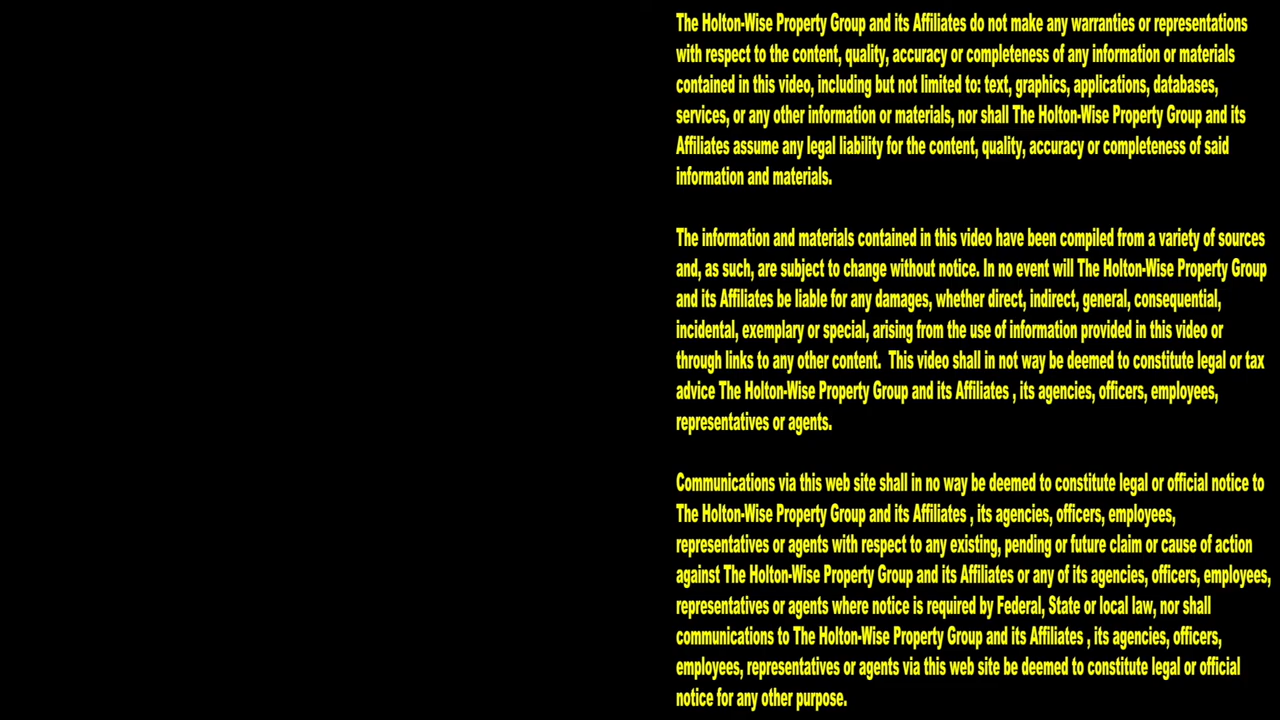 The Holton-Wise Property Group and its Affiliates do not make any warranties or representations
with respect to the content, quality, accuracy or completeness of any information or materials
contained in this video, including but not limited to: text, graphics, applications, databases,
services, or any other information or materials, nor shall The Holton-Wise Property Group and its
Affiliates assume any legal liability for the content, quality, accuracy or completeness of said
information and materials.
The information and materials contained in this video have been compiled from a variety of sources
and, as such, are subject to change without notice. In no event will The Holton-Wise Property Group
and its Affiliates be liable for any damages, whether direct, indirect, general, consequential,
incidental, exemplary or special, arising from the use of information provided in this video or
through links to any other content.  This video shall in not way be deemed to constitute legal or tax
advice The Holton-Wise Property Group and its Affiliates , its agencies, officers, employees,
representatives or agents.
Communications via this web site shall in no way be deemed to constitute legal or official notice to
The Holton-Wise Property Group and its Affiliates , its agencies, officers, employees,
representatives or agents with respect to any existing, pending or future claim or cause of action
against The Holton-Wise Property Group and its Affiliates or any of its agencies, officers, employees,
representatives or agents where notice is required by Federal, State or local law, nor shall
communications to The Holton-Wise Property Group and its Affiliates , its agencies, officers,
employees, representatives or agents via this web site be deemed to constitute legal or official
notice for any other purpose.